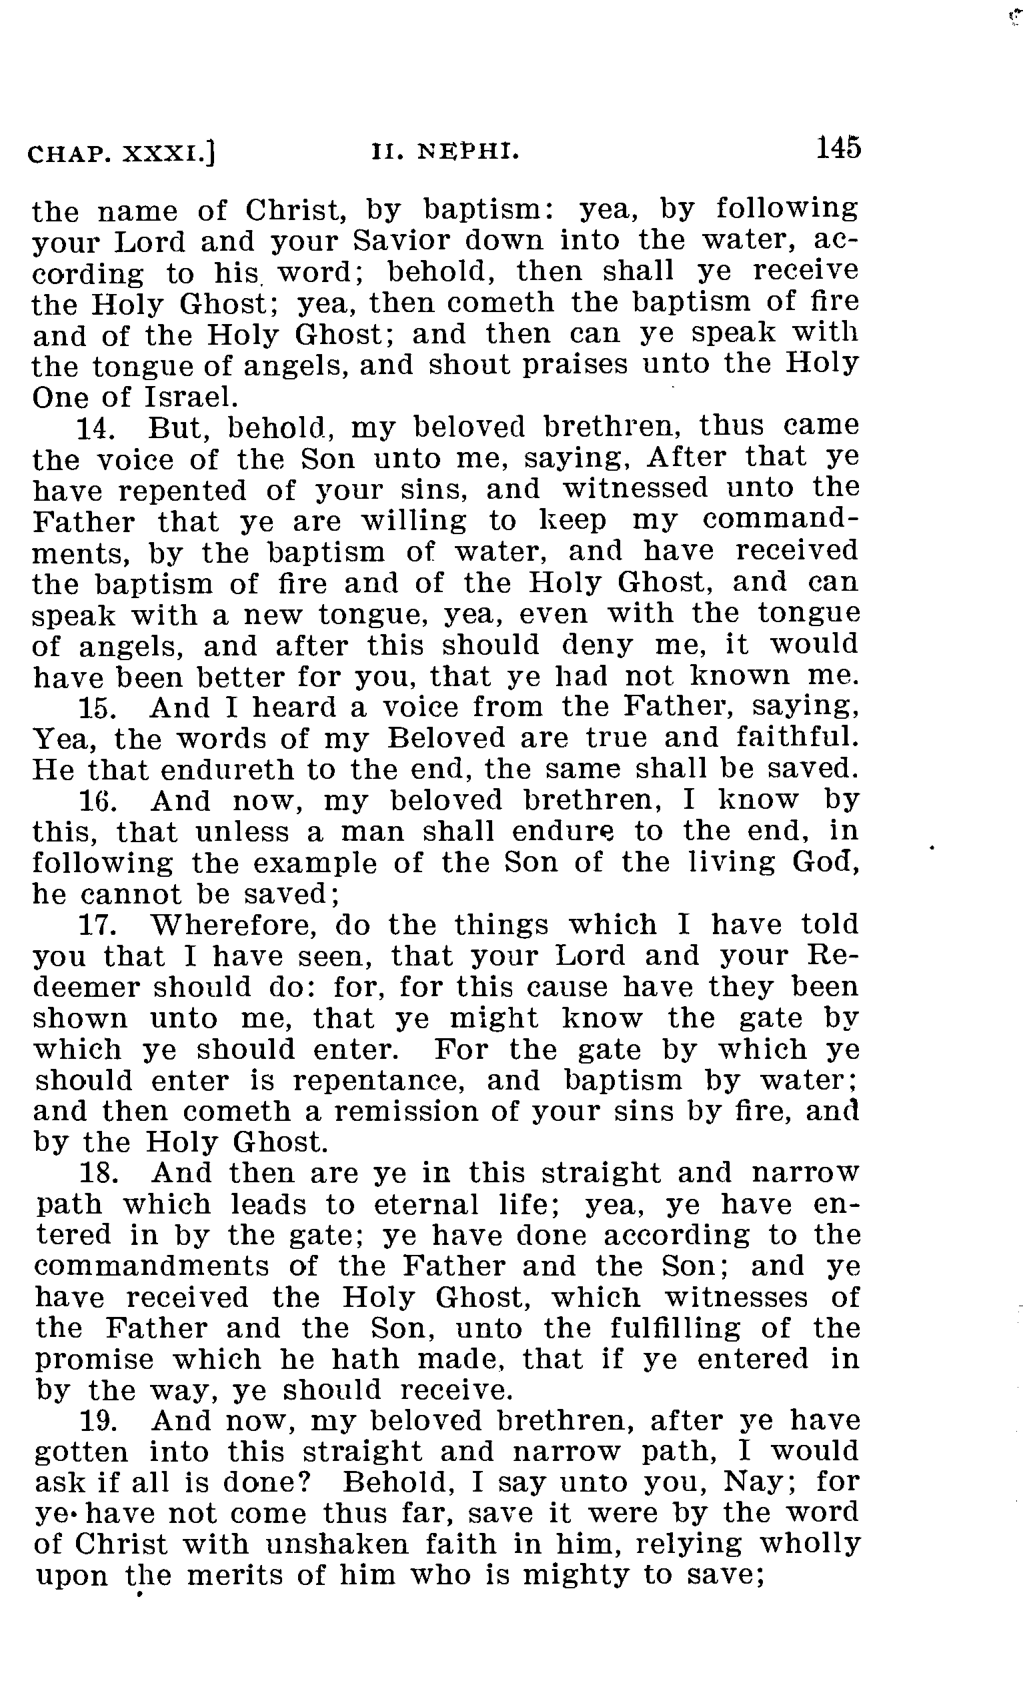 CHAP. XXXI.] II. NEPHI. 145
the name of Christ, by baptism: yea, by following
your Lord and your Savior down into the water, ac-
cording to his word; behold, then shall ye receive
the Holy Ghost; yea, then cometh the baptism of fire
and of the Holy Ghost; and then can ye speak with
the tongue of angels, and shout praises unto the Holy
One of Israel.
14. But, behold, my beloved brethren, thus came
the voice of the Son unto me, saying, After that ye
have repented of your sins, and witnessed unto the
Father that ye are willing to keep my command-
ments, by the baptism of water, and have received
the baptism of fire and of the Holy Ghost, and can
speak with a new tongue, yea, even with the tongue
of angels, and after this should deny me, it would
have been better for you, that ye had not known me.
15. And I heard a voice from the Father, saying,
Yea, the words of my Beloved are true and faithful.
He that endureth to the end, the same shall be saved.
16. And now, my beloved brethren, I know by
this, that unless a man shall endure to the end, in
following the example of the Son of the living God,
he cannot be saved;
17. Wherefore, do the things which I have told
you that I have seen, that your Lord and your Re-
deemer should do: for, for this cause have they been
shown unto me, that ye might know the gate by
which ye should enter. For the gate by which ye
should enter is repentance, and baptism by water;
and then cometh a remission of your sins by fire, and
by the Holy Ghost.
18. And then are ye in this straight and narrow
path which leads to eternal life; yea, ye have en-
tered in by the gate; ye have done according to the
commandments of the Father and the Son; and ye
have received the Holy Ghost, which witnesses of
the Father and the Son, unto the fulfilling of the
promise which he hath made, that if ye entered in
by the way, ye should receive.
19. And now, my beloved brethren, after ye have
gotten into this straight and narrow path, I would
ask if all is done? Behold, I say unto you, Nay; for
ye have not come thus far, save it were by the word
of Christ with unshaken faith in him, relying wholly
upon the merits of him who is mighty to save;